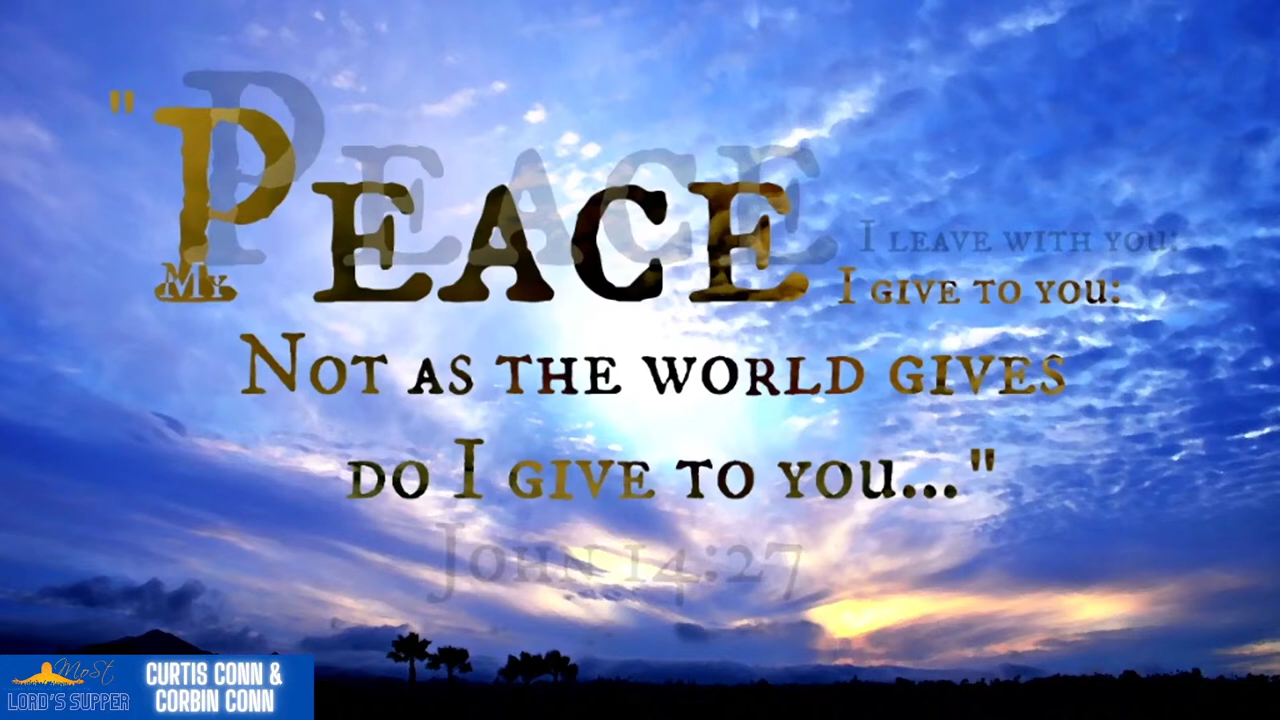 "PEACE I LEAVE WITH YOU:
My PEACE I GIVE TO YOU:
NOT AS THE WORLD GIVES
DO I GIVE TO YOU..."
JOHN 14:27
MoSt
LORD'S SUPPER
CURTIS CONN &
CORBIN CONN